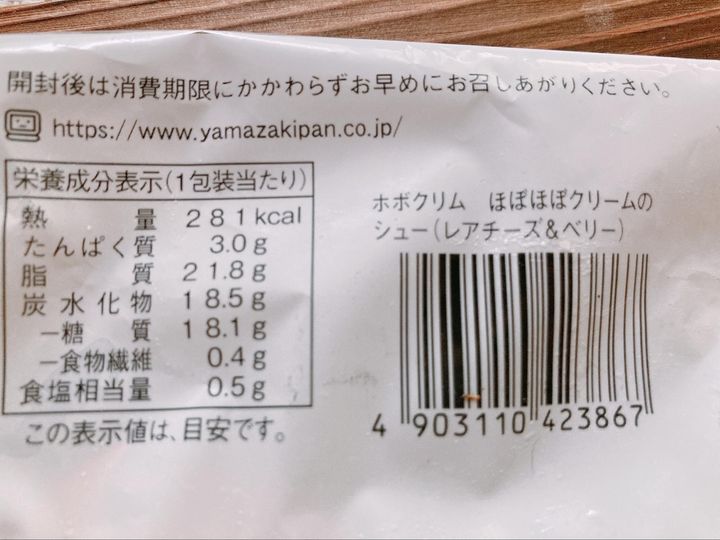 開封後は消費期限にかかわらずお早めにお召しあがりください。
https://www.yamazakipan.co.jp/
栄養成分表示(1包装当たり)
熱量 281kcal
たんぱく質 3.0g
脂質 21.8g
炭水化物 18.5g
－糖質 18.1g
－食物繊維 0.4g
食塩相当量 0.5g
この表示値は、目安です。
ホボクリム ほぼほぼクリームの
シュー(レアチーズ&ベリー)
4 903110 423867